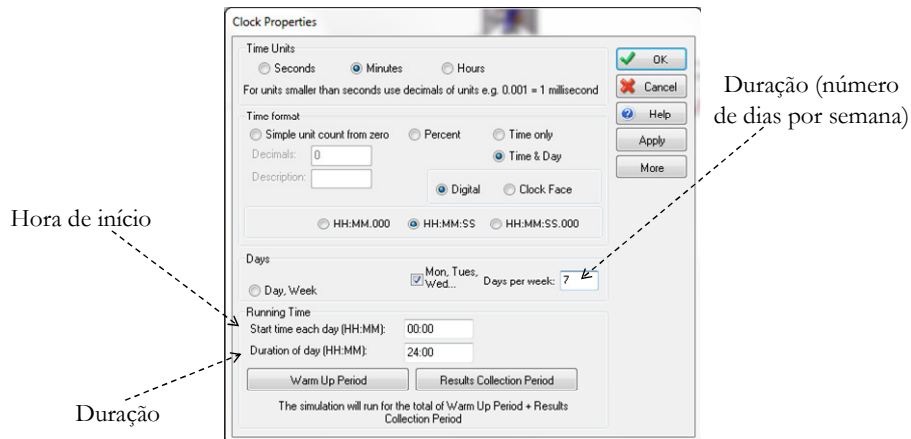 Clock Properties
Time Units
Seconds Minutes Hours
For units smaller than seconds use decimals of units e.g. 0.001 = 1 millisecond
Time format
Simple unit count from zero Percent Time only
Decimals: 0 Time & Day
Description:
Digital Clock Face
HH:MM.000 HH:MM:SS HH:MM:SS.000
Days
Mon, Tues,
Wed...
Days per week: 7
Day, Week
Running Time
Start time each day (HH:MM): 00:00
Duration of day (HH:MM): 24:00
Warm Up Period Results Collection Period
The simulation will run for the total of Warm Up Period + Results
Collection Period
OK
Cancel
Help
Apply
More
Duração (número
de dias por semana)
Hora de início
Duração